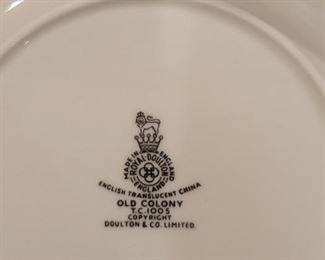 MADE IN ENGLAND
ROYAL DOULTON
ENGLAND
ENGLISH TRANSLUCENT CHINA
OLD COLONY
T.C.1005
COPYRIGHT
DOULTON & CO. LIMITED.